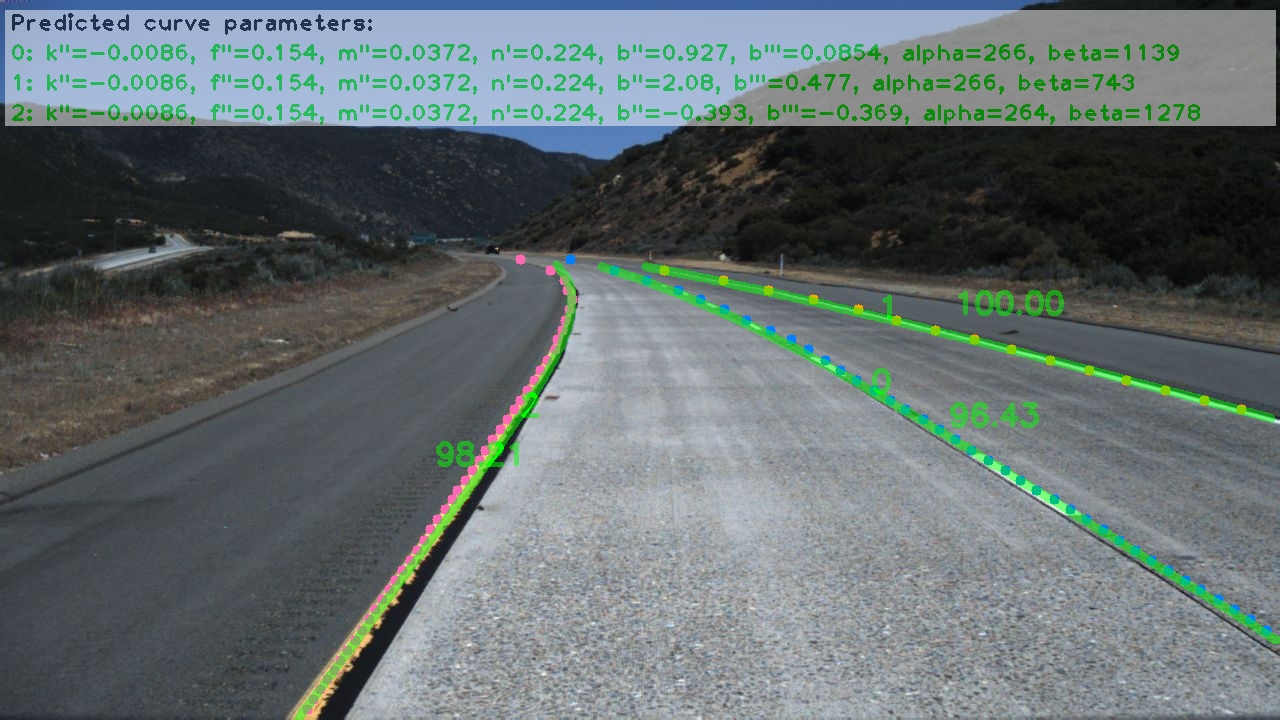 Predicted curve parameters:
0: k''=-0.0086, f''=0.154, m''=0.0372, n'=0.224, b''=0.927, b'''=0.0854, alpha=266, beta=1139
1: k''=-0.0086, f''=0.154, m''=0.0372, n'=0.224, b''=2.08, b'''=0.477, alpha=266, beta=743
2: k''=-0.0086, f''=0.154, m''=0.0372, n'=0.224, b''=-0.393, b'''=-0.369, alpha=264, beta=1278
1 100.00
0
96.43
2
98.21